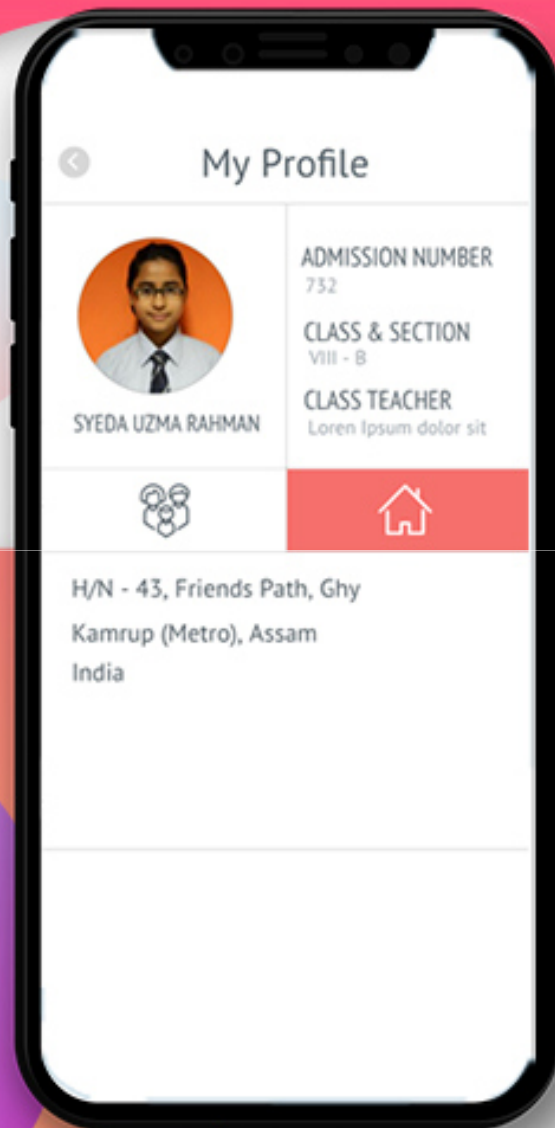 My Profile
SYEDA UZMA RAHMAN
ADMISSION NUMBER
732
CLASS & SECTION
VIII - B
CLASS TEACHER
Loren Ipsum dolor sit
H/N - 43, Friends Path, Ghy
Kamrup (Metro), Assam
India